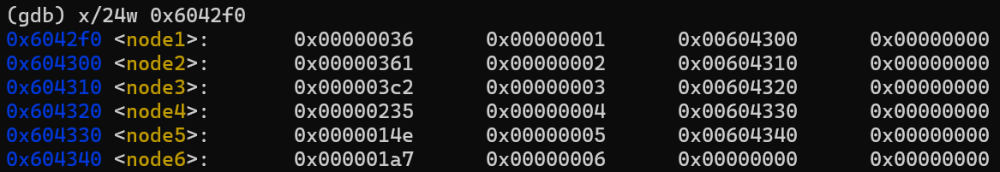 (gdb) x/24w 0x6042f0
0x6042f0 <node1>: 0x00000036 0x00000001 0x00604300 0x00000000
0x604300 <node2>: 0x00000361 0x00000002 0x00604310 0x00000000
0x604310 <node3>: 0x000003c2 0x00000003 0x00604320 0x00000000
0x604320 <node4>: 0x00000235 0x00000004 0x00604330 0x00000000
0x604330 <node5>: 0x0000014e 0x00000005 0x00604340 0x00000000
0x604340 <node6>: 0x000001a7 0x00000006 0x00000000 0x00000000